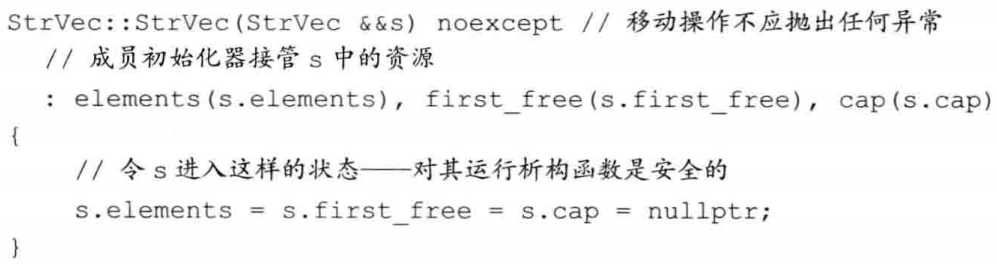 StrVec::StrVec(StrVec &&s) noexcept // 移动操作不应抛出任何异常
// 成员初始化器接管 s 中的资源
: elements(s.elements), first_free(s.first_free), cap(s.cap)
{
// 令 s 进入这样的状态——对其运行析构函数是安全的
s.elements = s.first_free = s.cap = nullptr;
}